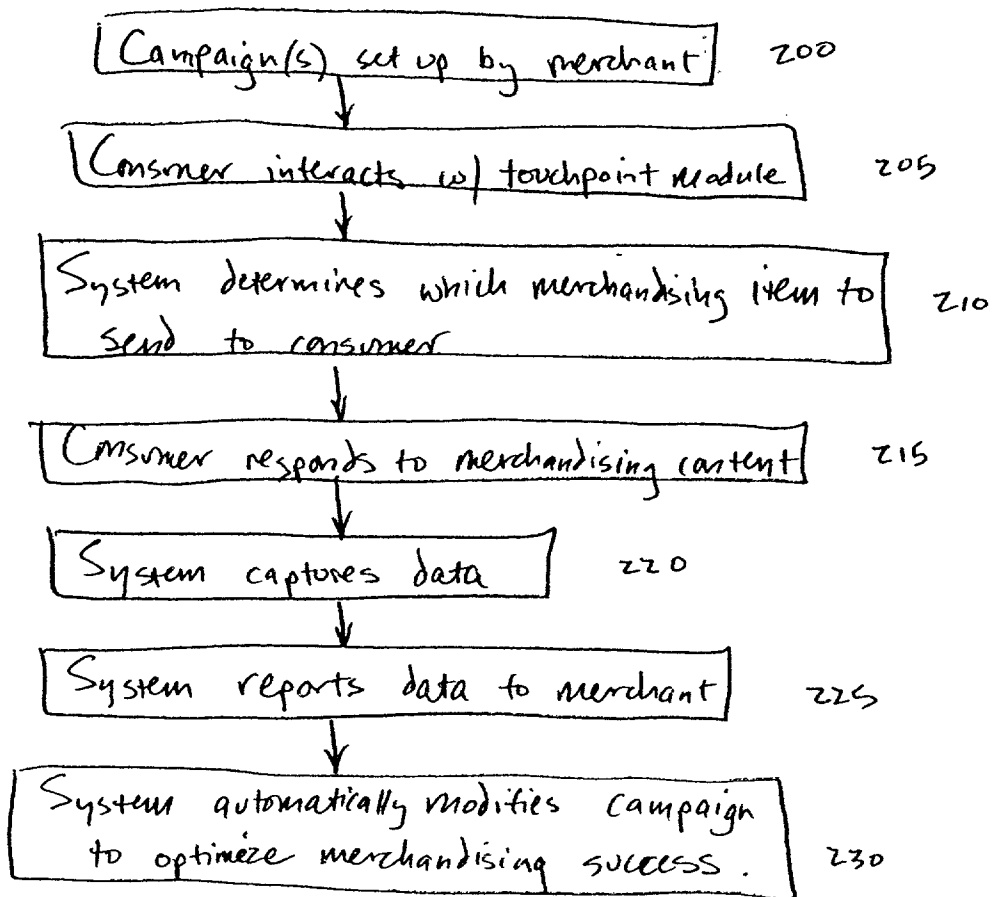 Campaign(s) set up by merchant 200
Consumer interacts w/ touchpoint module 205
System determines which merchandising item to 210
send to consumer
Consumer responds to merchandising content 215
System captures data 220
System reports data to merchant 225
System automatically modifies campaign
to optimize merchandising success. 230